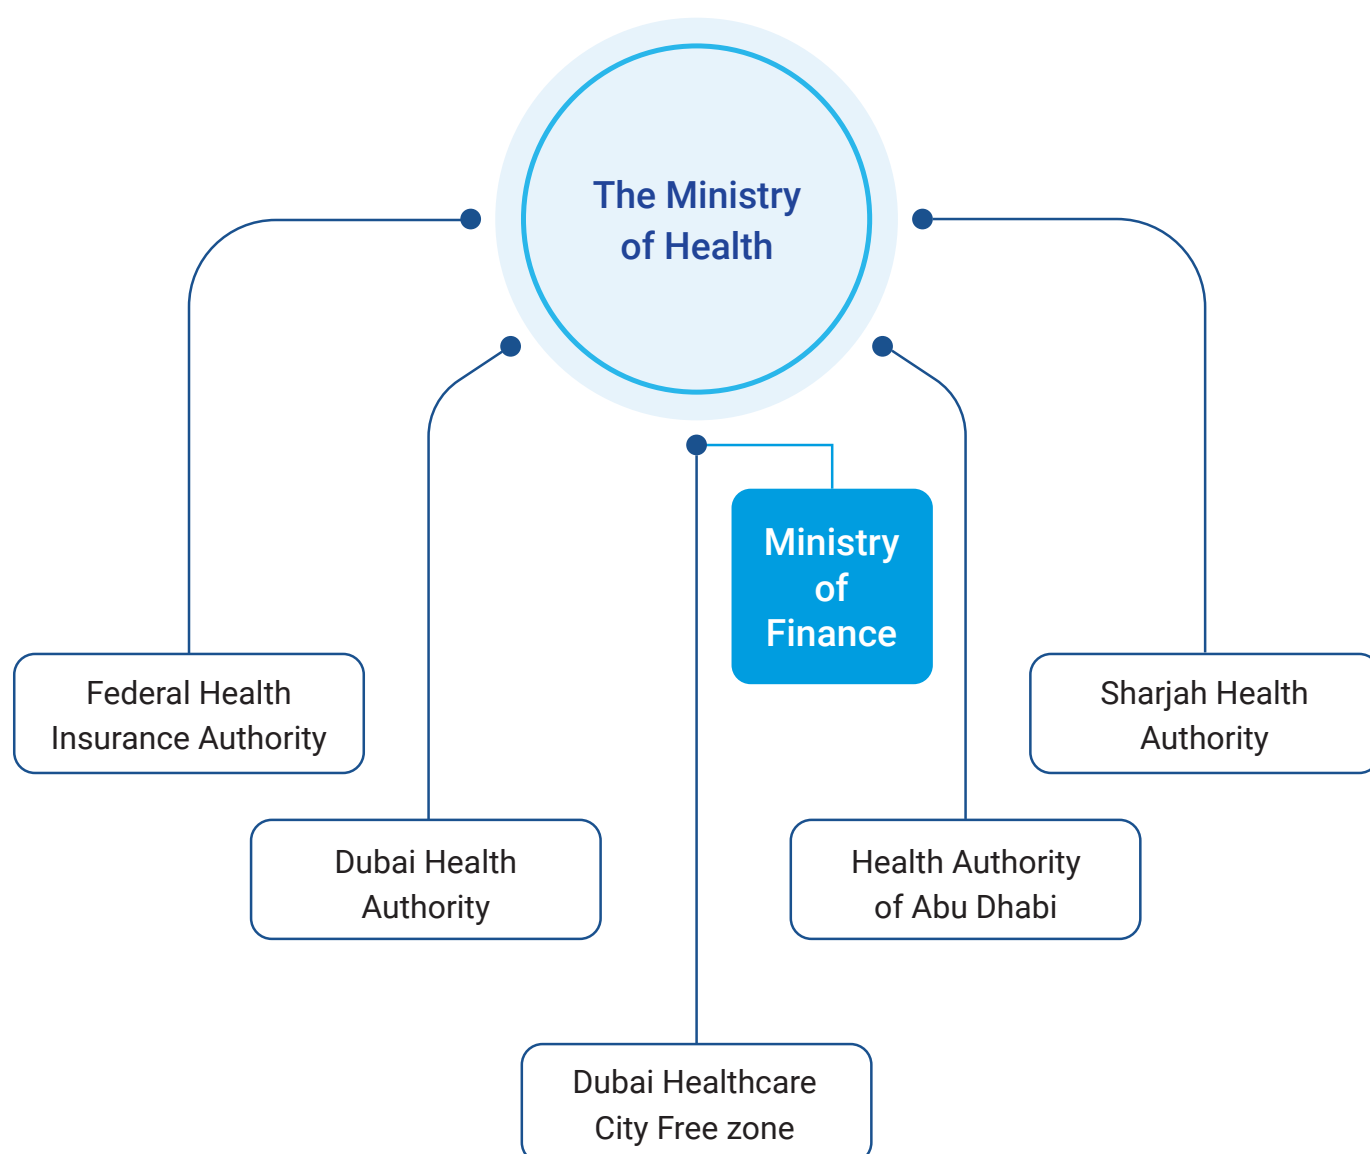 The Ministry
of Health
Ministry
of
Finance
Federal Health
Insurance Authority
Sharjah Health
Authority
Dubai Health
Authority
Health Authority
of Abu Dhabi
Dubai Healthcare
City Free zone